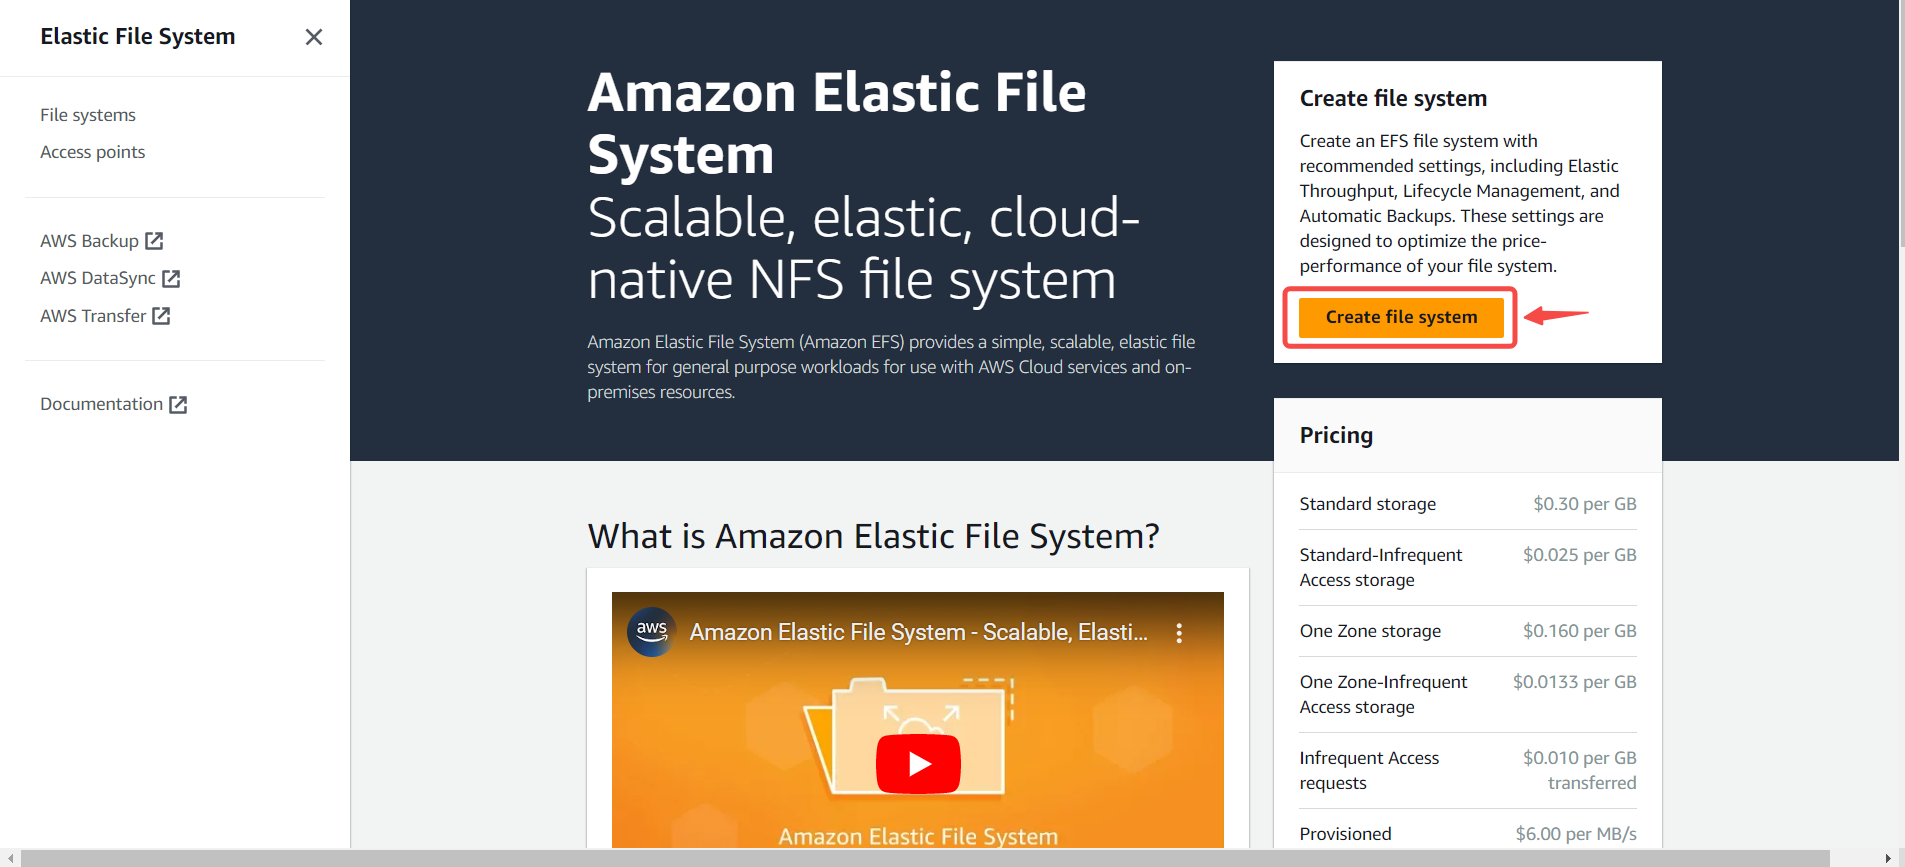 Elastic File System
File systems
Access points
AWS Backup
AWS DataSync
AWS Transfer
Documentation
Amazon Elastic File
System
Scalable, elastic, cloud-
native NFS file system
Amazon Elastic File System (Amazon EFS) provides a simple, scalable, elastic file
system for general purpose workloads for use with AWS Cloud services and on-
premises resources.
Create file system
Create an EFS file system with
recommended settings, including Elastic
Throughput, Lifecycle Management, and
Automatic Backups. These settings are
designed to optimize the price-
performance of your file system.
Create file system
What is Amazon Elastic File System?
aws
Amazon Elastic File System - Scalable, Elasti...
Amazon Elastic File System
Pricing
Standard storage $0.30 per GB
Standard-Infrequent $0.025 per GB
Access storage
One Zone storage $0.160 per GB
One Zone-Infrequent $0.0133 per GB
Access storage
Infrequent Access $0.010 per GB
requests transferred
Provisioned $6.00 per MB/s